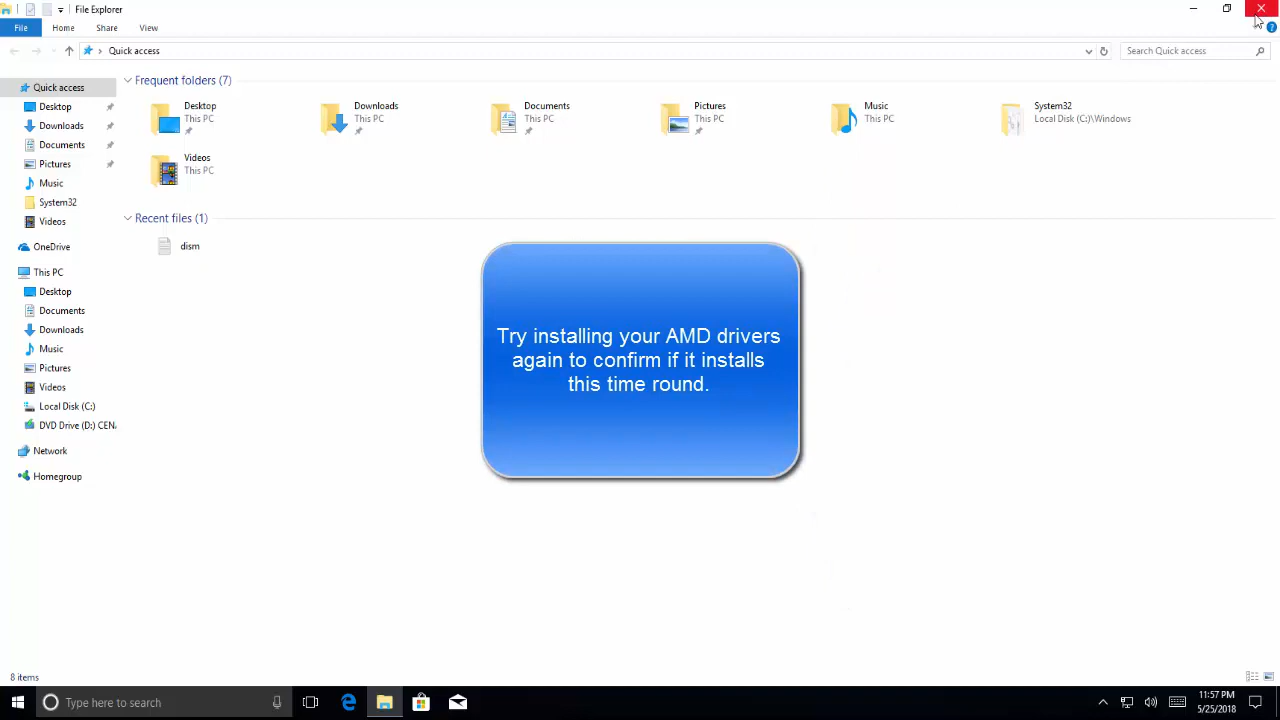 File Explorer
File
Home
Share
View
Quick access
Search Quick access
Quick access
Desktop
Downloads
Documents
Pictures
Music
System32
Videos
OneDrive
This PC
Desktop
Documents
Downloads
Music
Pictures
Videos
Local Disk (C:)
DVD Drive (D:) CEN
Network
Homegroup
Frequent folders (7)
Desktop
This PC
Downloads
This PC
Documents
This PC
Pictures
This PC
Music
This PC
System32
Local Disk (C:)\Windows
Videos
This PC
Recent files (1)
dism
Try installing your AMD drivers
again to confirm if it installs
this time round.
8 items
Type here to search
11:57 PM
5/25/2018